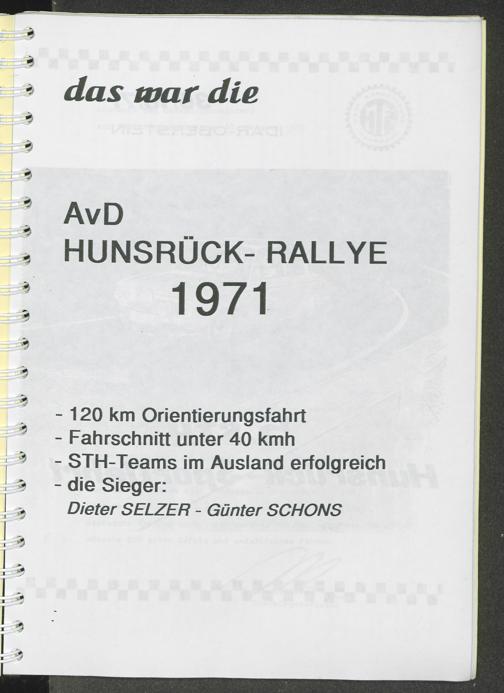 das war die
AvD
HUNSRÜCK- RALLYE
1971
- 120 km Orientierungsfahrt
- Fahrschnitt unter 40 kmh
- STH-Teams im Ausland erfolgreich
- die Sieger:
Dieter SELZER - Günter SCHONS